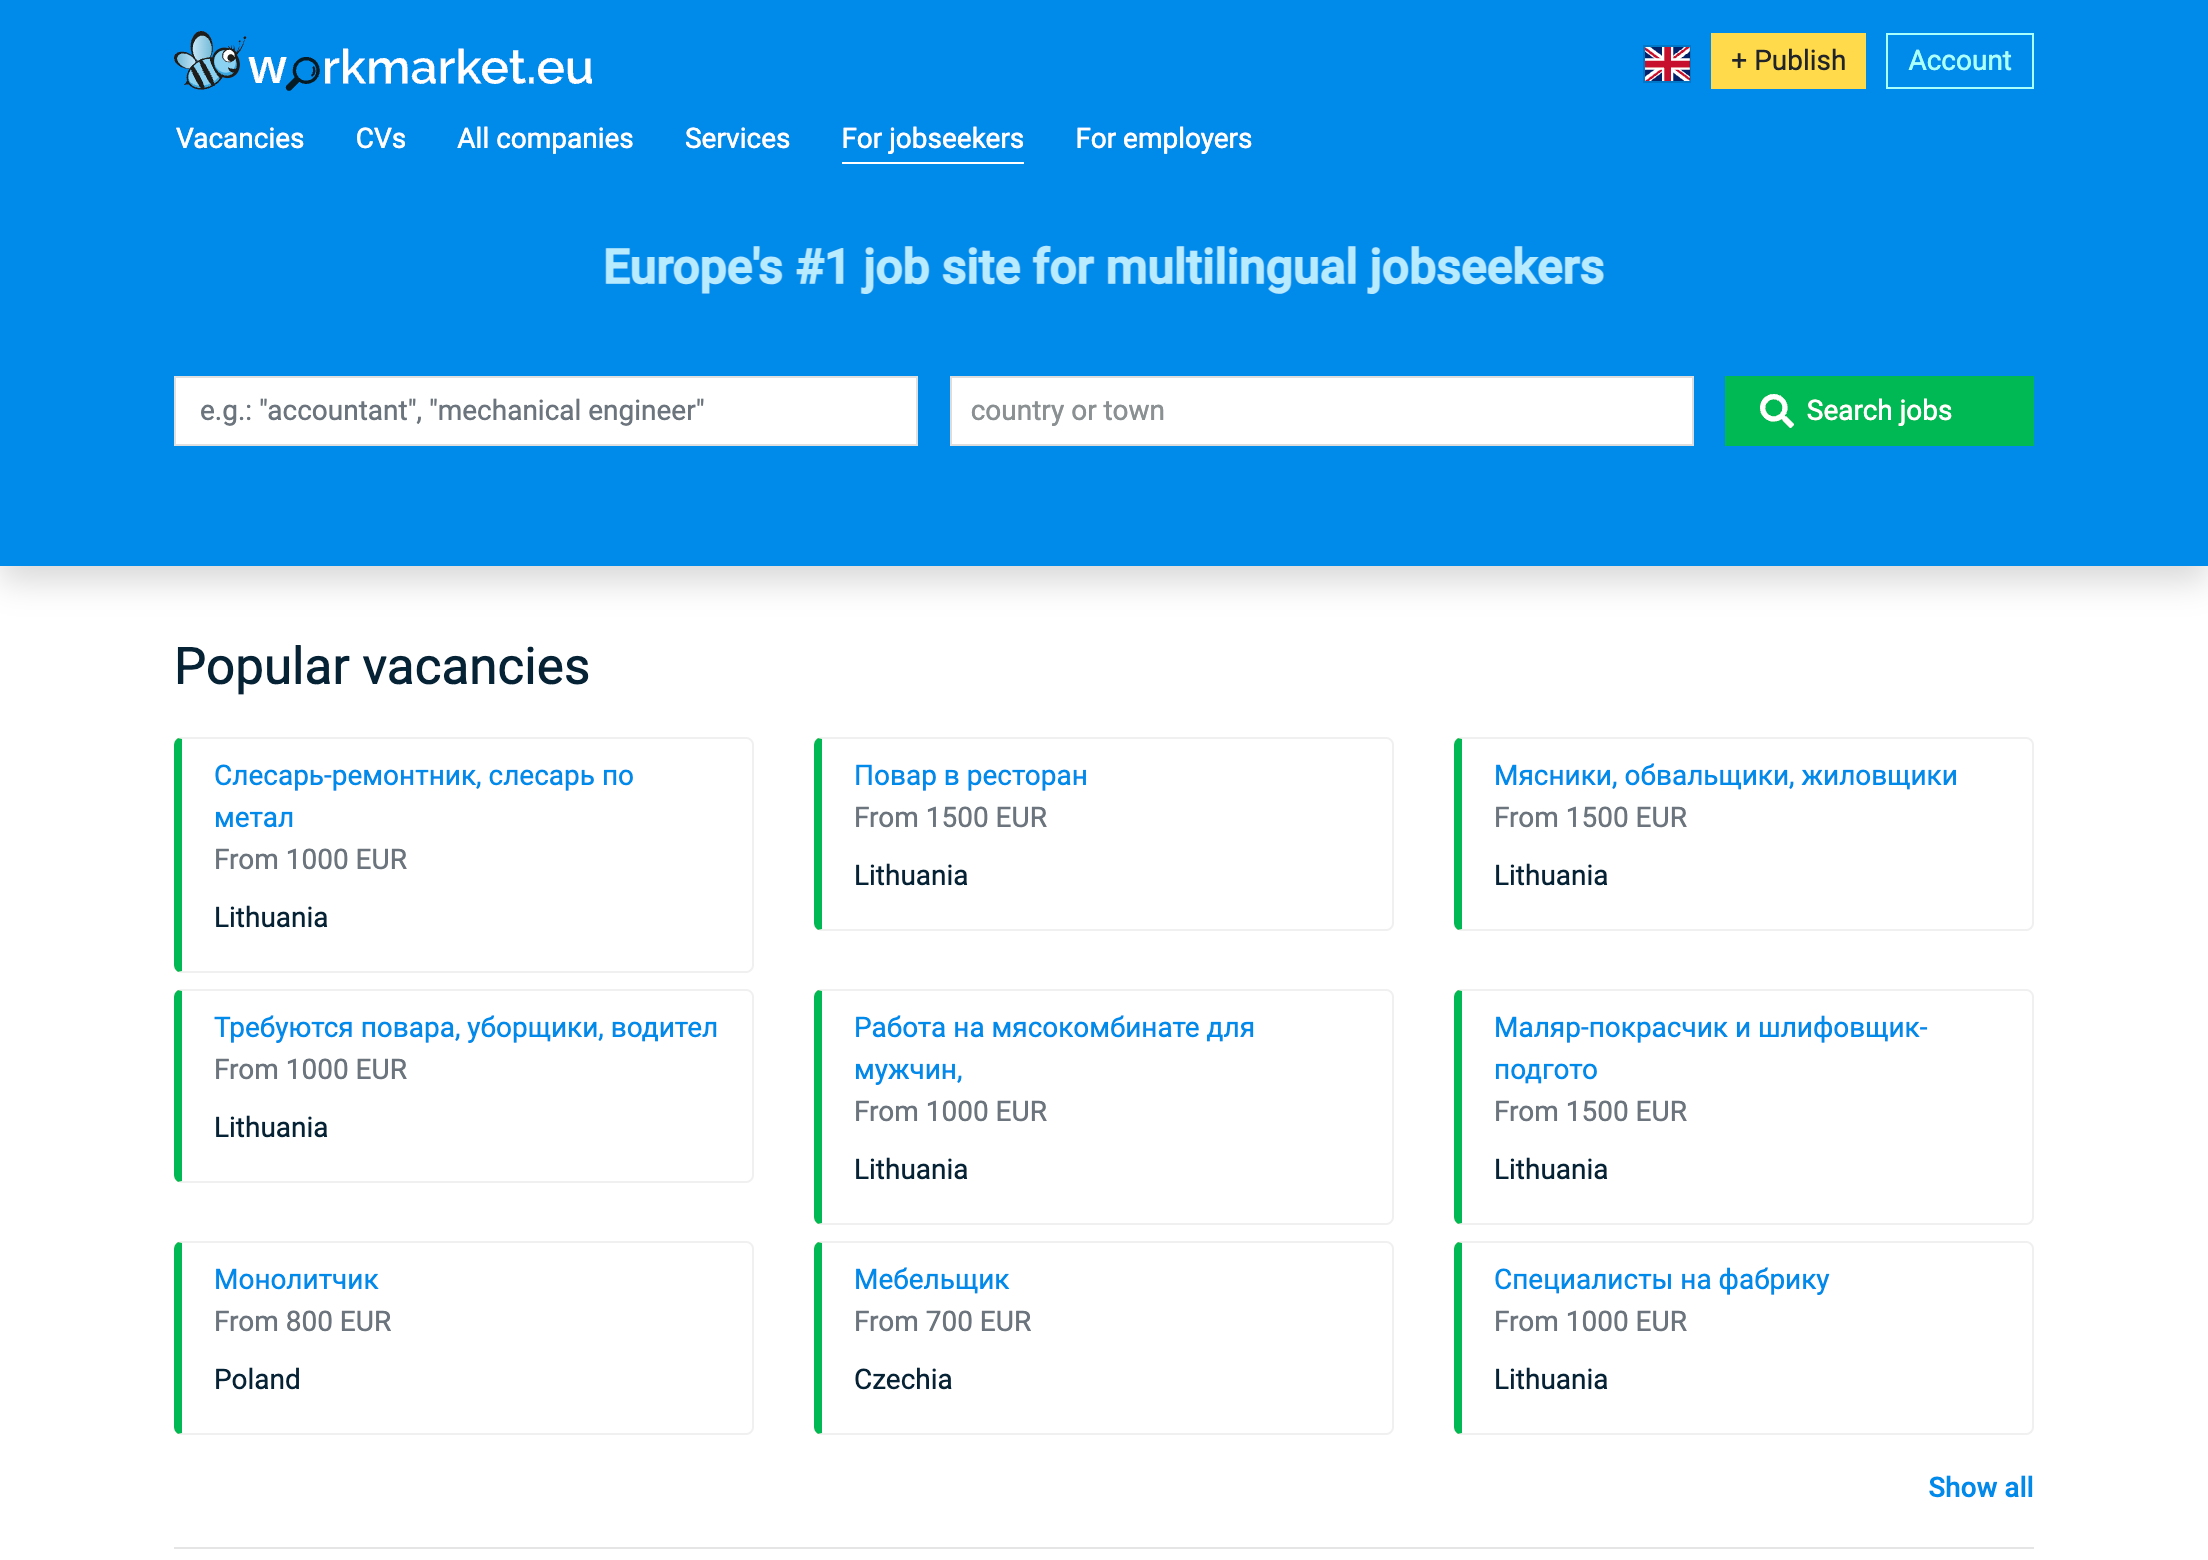 workmarket.eu
+ Publish
Account
Vacancies
CVs
All companies
Services
For jobseekers
For employers
Europe's #1 job site for multilingual jobseekers
e.g.: "accountant", "mechanical engineer"
country or town
Search jobs
Popular vacancies
Слесарь-ремонтник, слесарь по
метал
From 1000 EUR
Lithuania
Повар в ресторан
From 1500 EUR
Lithuania
Мясники, обвальщики, жиловщики
From 1500 EUR
Lithuania
Требуются повара, уборщики, водител
From 1000 EUR
Lithuania
Работа на мясокомбинате для
мужчин,
From 1000 EUR
Lithuania
Маляр-покрасчик и шлифовщик-
подгото
From 1500 EUR
Lithuania
Монолитчик
From 800 EUR
Poland
Мебельщик
From 700 EUR
Czechia
Специалисты на фабрику
From 1000 EUR
Lithuania
Show all